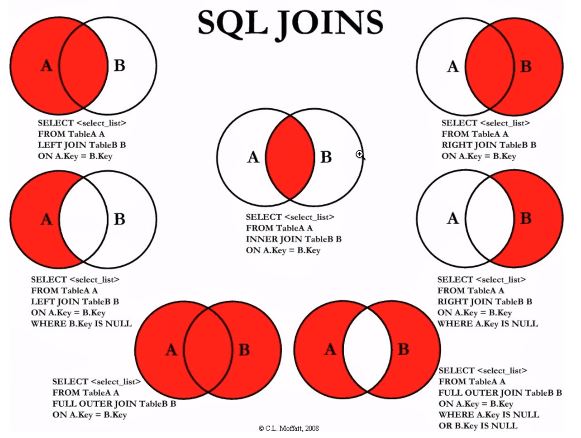 SQL JOINS
A B
SELECT <select_list>
FROM TableA A
LEFT JOIN TableB B
ON A.Key = B.Key
A B
SELECT <select_list>
FROM TableA A
RIGHT JOIN TableB B
ON A.Key = B.Key
A B
SELECT <select_list>
FROM TableA A
INNER JOIN TableB B
ON A.Key = B.Key
A B
SELECT <select_list>
FROM TableA A
LEFT JOIN TableB B
ON A.Key = B.Key
WHERE B.Key IS NULL
A B
SELECT <select_list>
FROM TableA A
RIGHT JOIN TableB B
ON A.Key = B.Key
WHERE A.Key IS NULL
A B
SELECT <select_list>
FROM TableA A
FULL OUTER JOIN TableB B
ON A.Key = B.Key
A B
SELECT <select_list>
FROM TableA A
FULL OUTER JOIN TableB B
ON A.Key = B.Key
WHERE A.Key IS NULL
OR B.Key IS NULL
© C.L. Moffatt, 2008